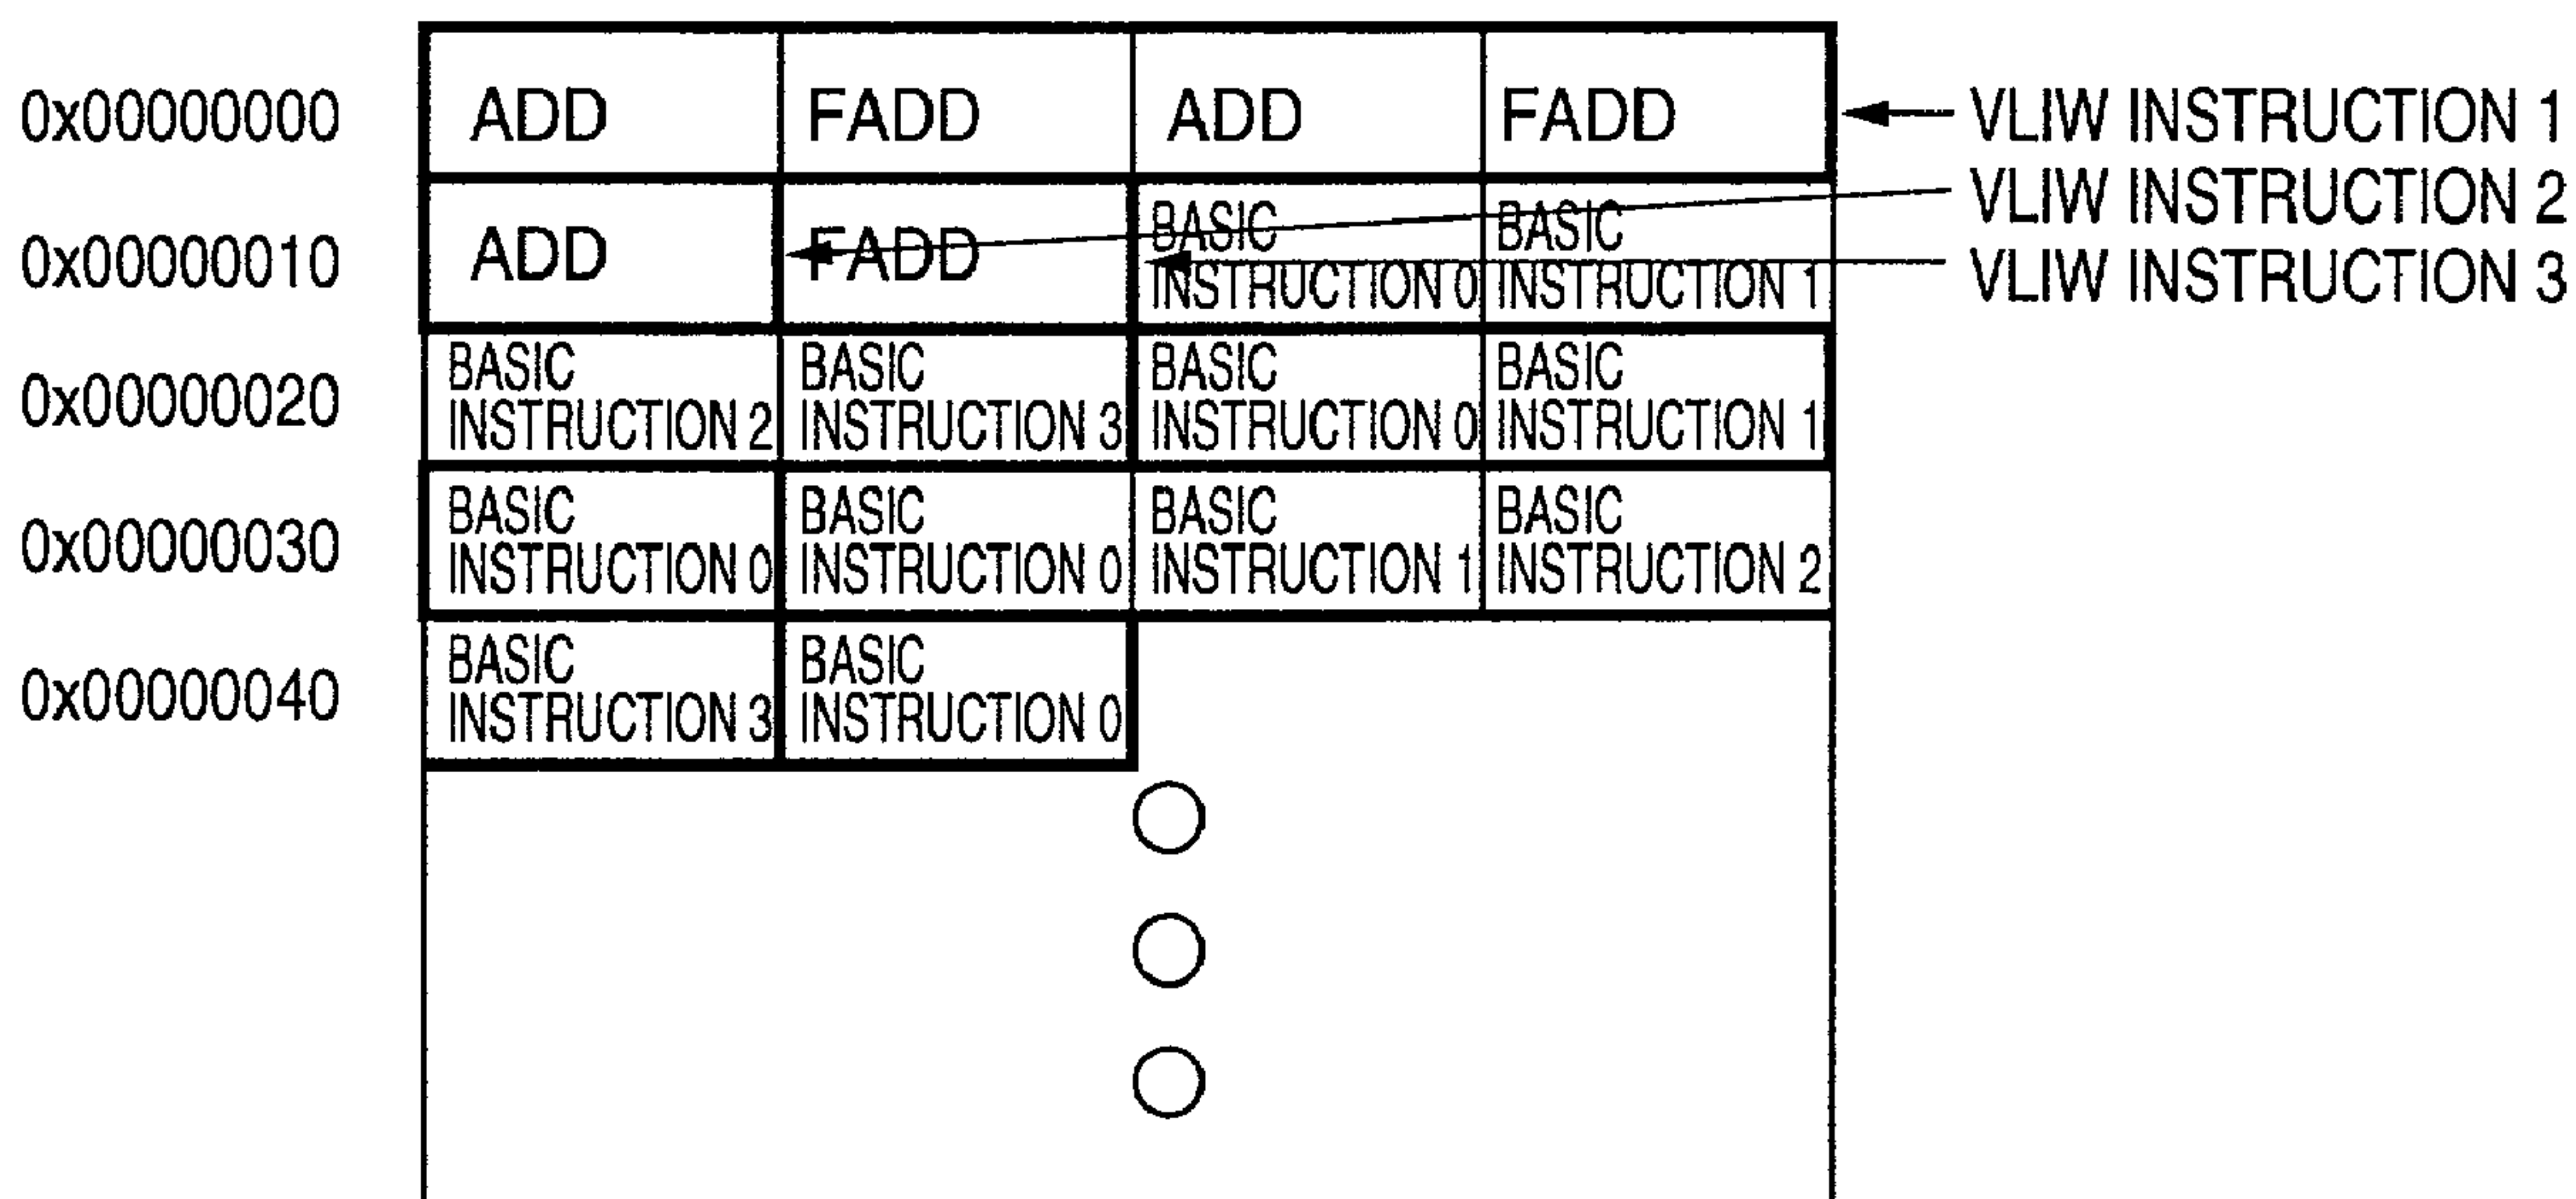 0x00000000 ADD FADD ADD FADD VLIW INSTRUCTION 1
VLIW INSTRUCTION 2
0x00000010 ADD FADD BASIC INSTRUCTION 0 BASIC INSTRUCTION 1 VLIW INSTRUCTION 3
0x00000020 BASIC INSTRUCTION 2 BASIC INSTRUCTION 3 BASIC INSTRUCTION 0 BASIC INSTRUCTION 1
0x00000030 BASIC INSTRUCTION 0 BASIC INSTRUCTION 0 BASIC INSTRUCTION 1 BASIC INSTRUCTION 2
0x00000040 BASIC INSTRUCTION 3 BASIC INSTRUCTION 0